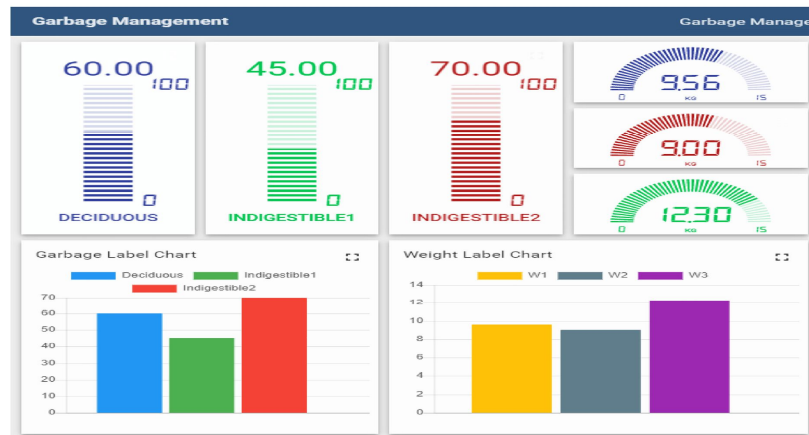 Garbage Management
Garbage Manage
60.00
100
0
DECIDUOUS
45.00
100
0
INDIGESTIBLE1
70.00
100
0
INDIGESTIBLE2
9.56
0 KG 15
9.00
0 KG 15
12.30
0 KG 15
Garbage Label Chart
Deciduous Indigestible1
Indigestible2
70
60
50
40
30
20
10
0
Weight Label Chart
W1 W2 W3
14
12
10
8
6
4
2
0